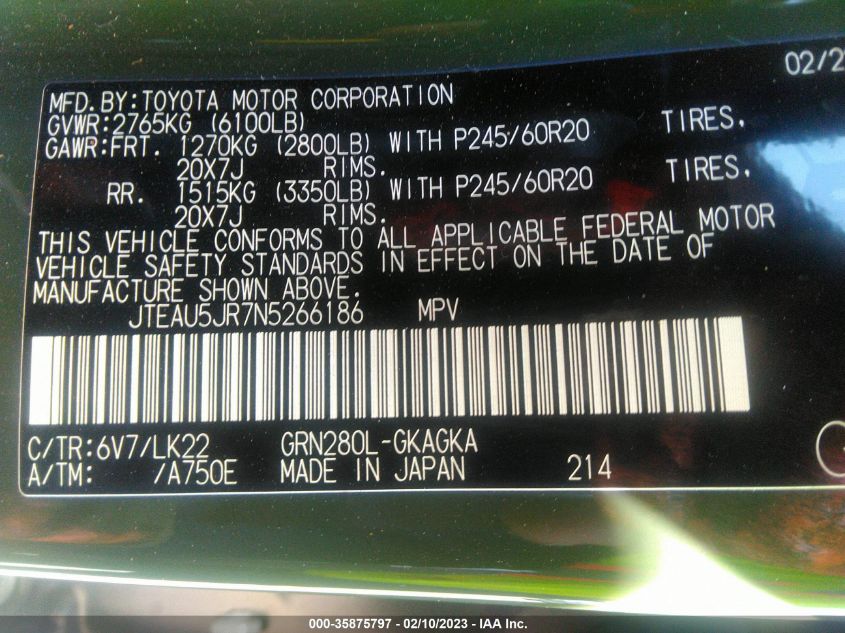 02/2
MFD.BY:TOYOTA MOTOR CORPORATION
GVWR:2765KG (6100LB)
GAWR:FRT. 1270KG (2800LB) WITH P245/60R20 TIRES,
20X7J RIMS.
RR. 1515KG (3350LB) WITH P245/60R20 TIRES,
20X7J RIMS.
THIS VEHICLE CONFORMS TO ALL APPLICABLE FEDERAL MOTOR
VEHICLE SAFETY STANDARDS IN EFFECT ON THE DATE OF
MANUFACTURE SHOWN ABOVE.
JTEAU5JR7N5266186 MPV
C/TR:6V7/LK22 GRN280L-GKAGKA
A/TM: /A750E MADE IN JAPAN 214
000-35875797 - 02/10/2023 - IAA Inc.